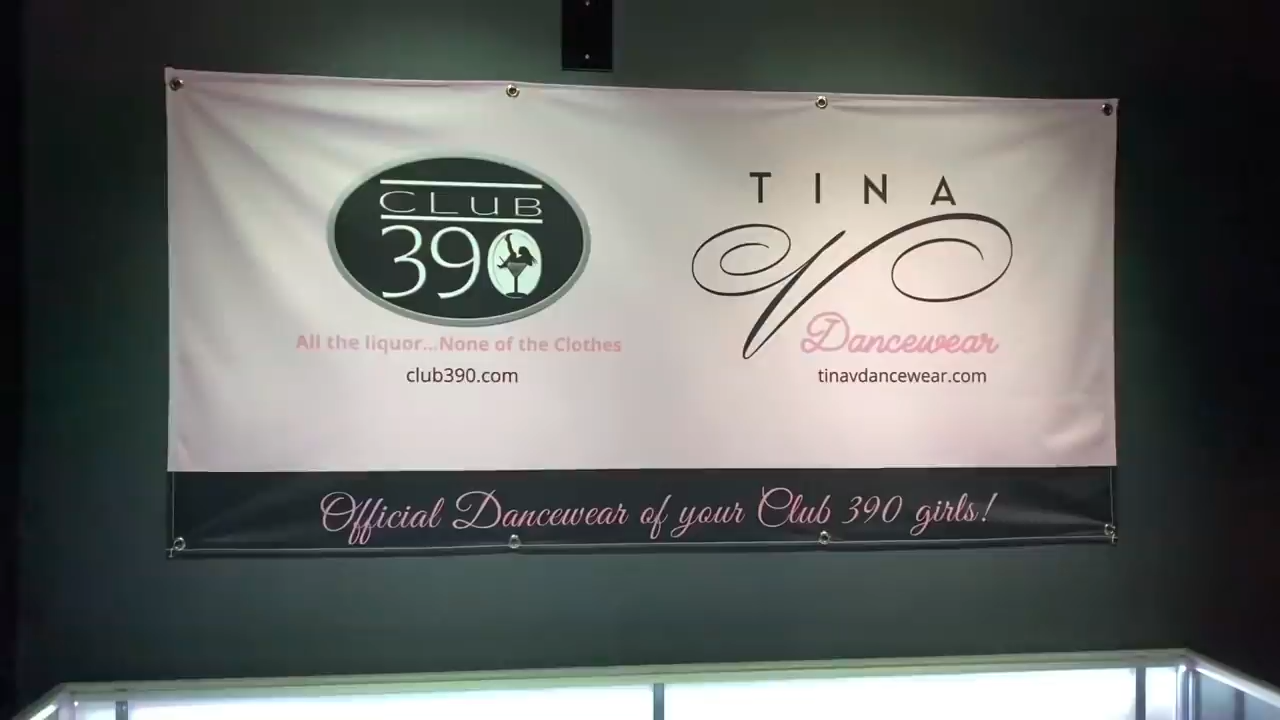 CLUB
390
All the liquor...None of the Clothes
club390.com
TINA
V
Dancewear
tinavdancewear.com
Official Dancewear of your Club 390 girls!